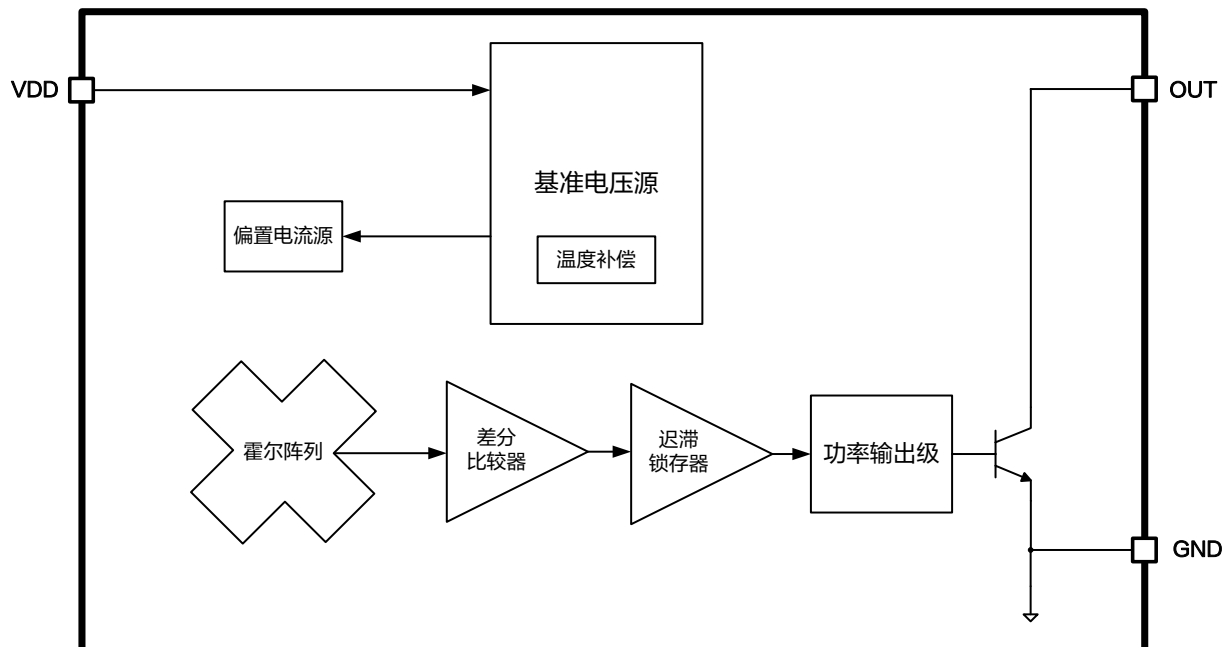 VDD
OUT
基准电压源
偏置电流源
温度补偿
霍尔阵列
差分
比较器
迟滞
锁存器
功率输出级
GND